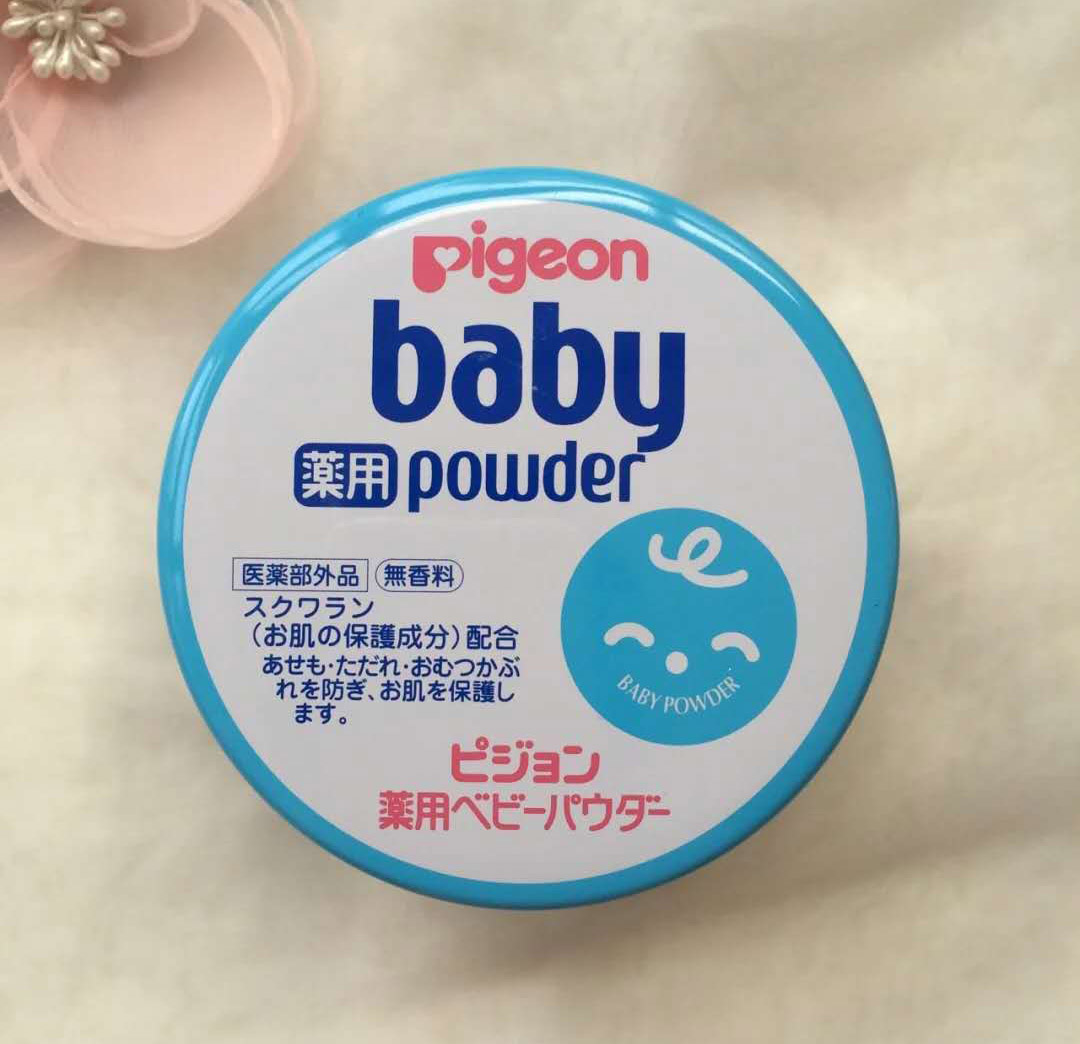 pigeon
baby
薬用 powder
医薬部外品 無香料
スクワラン
(お肌の保護成分)配合
あせも・ただれ・おむつかぶ
れを防ぎ、お肌を保護し
ます。
BABY POWDER
ピジョン
薬用ベビーパウダー